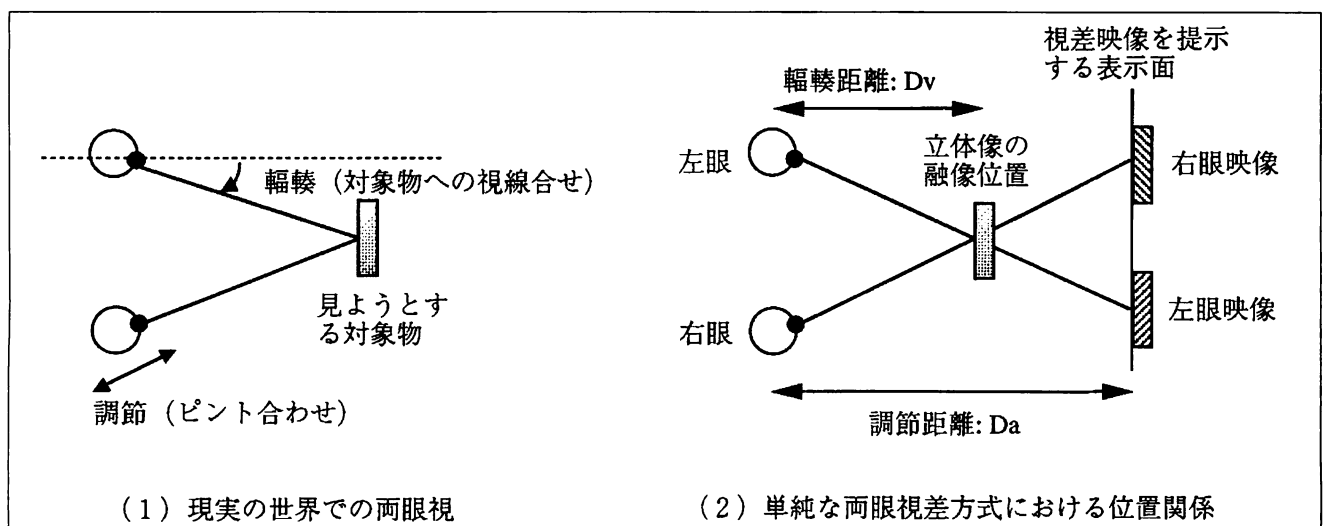 輻輳（対象物への視線合せ）
見ようとす
る対象物
調節（ピント合わせ）
（1）現実の世界での両眼視
視差映像を提示
する表示面
輻輳距離: Dv
左眼
立体像の
融像位置
右眼映像
右眼
左眼映像
調節距離: Da
（2）単純な両眼視差方式における位置関係